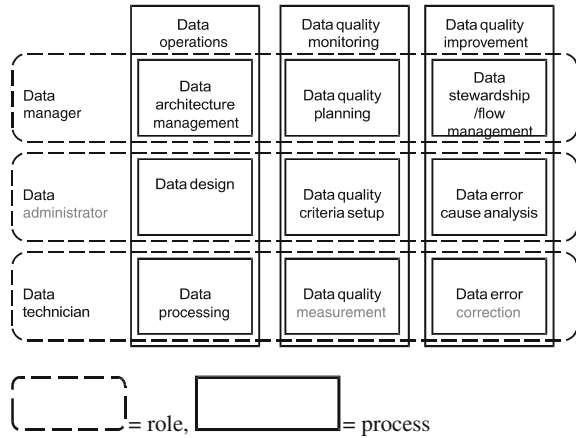 Data
operations
Data quality
monitoring
Data quality
improvement
Data
manager
Data
architecture
management
Data quality
planning
Data
stewardship
/flow
management
Data
administrator
Data design
Data quality
criteria setup
Data error
cause analysis
Data
technician
Data
processing
Data quality
measurement
Data error
correction
= role,
= process